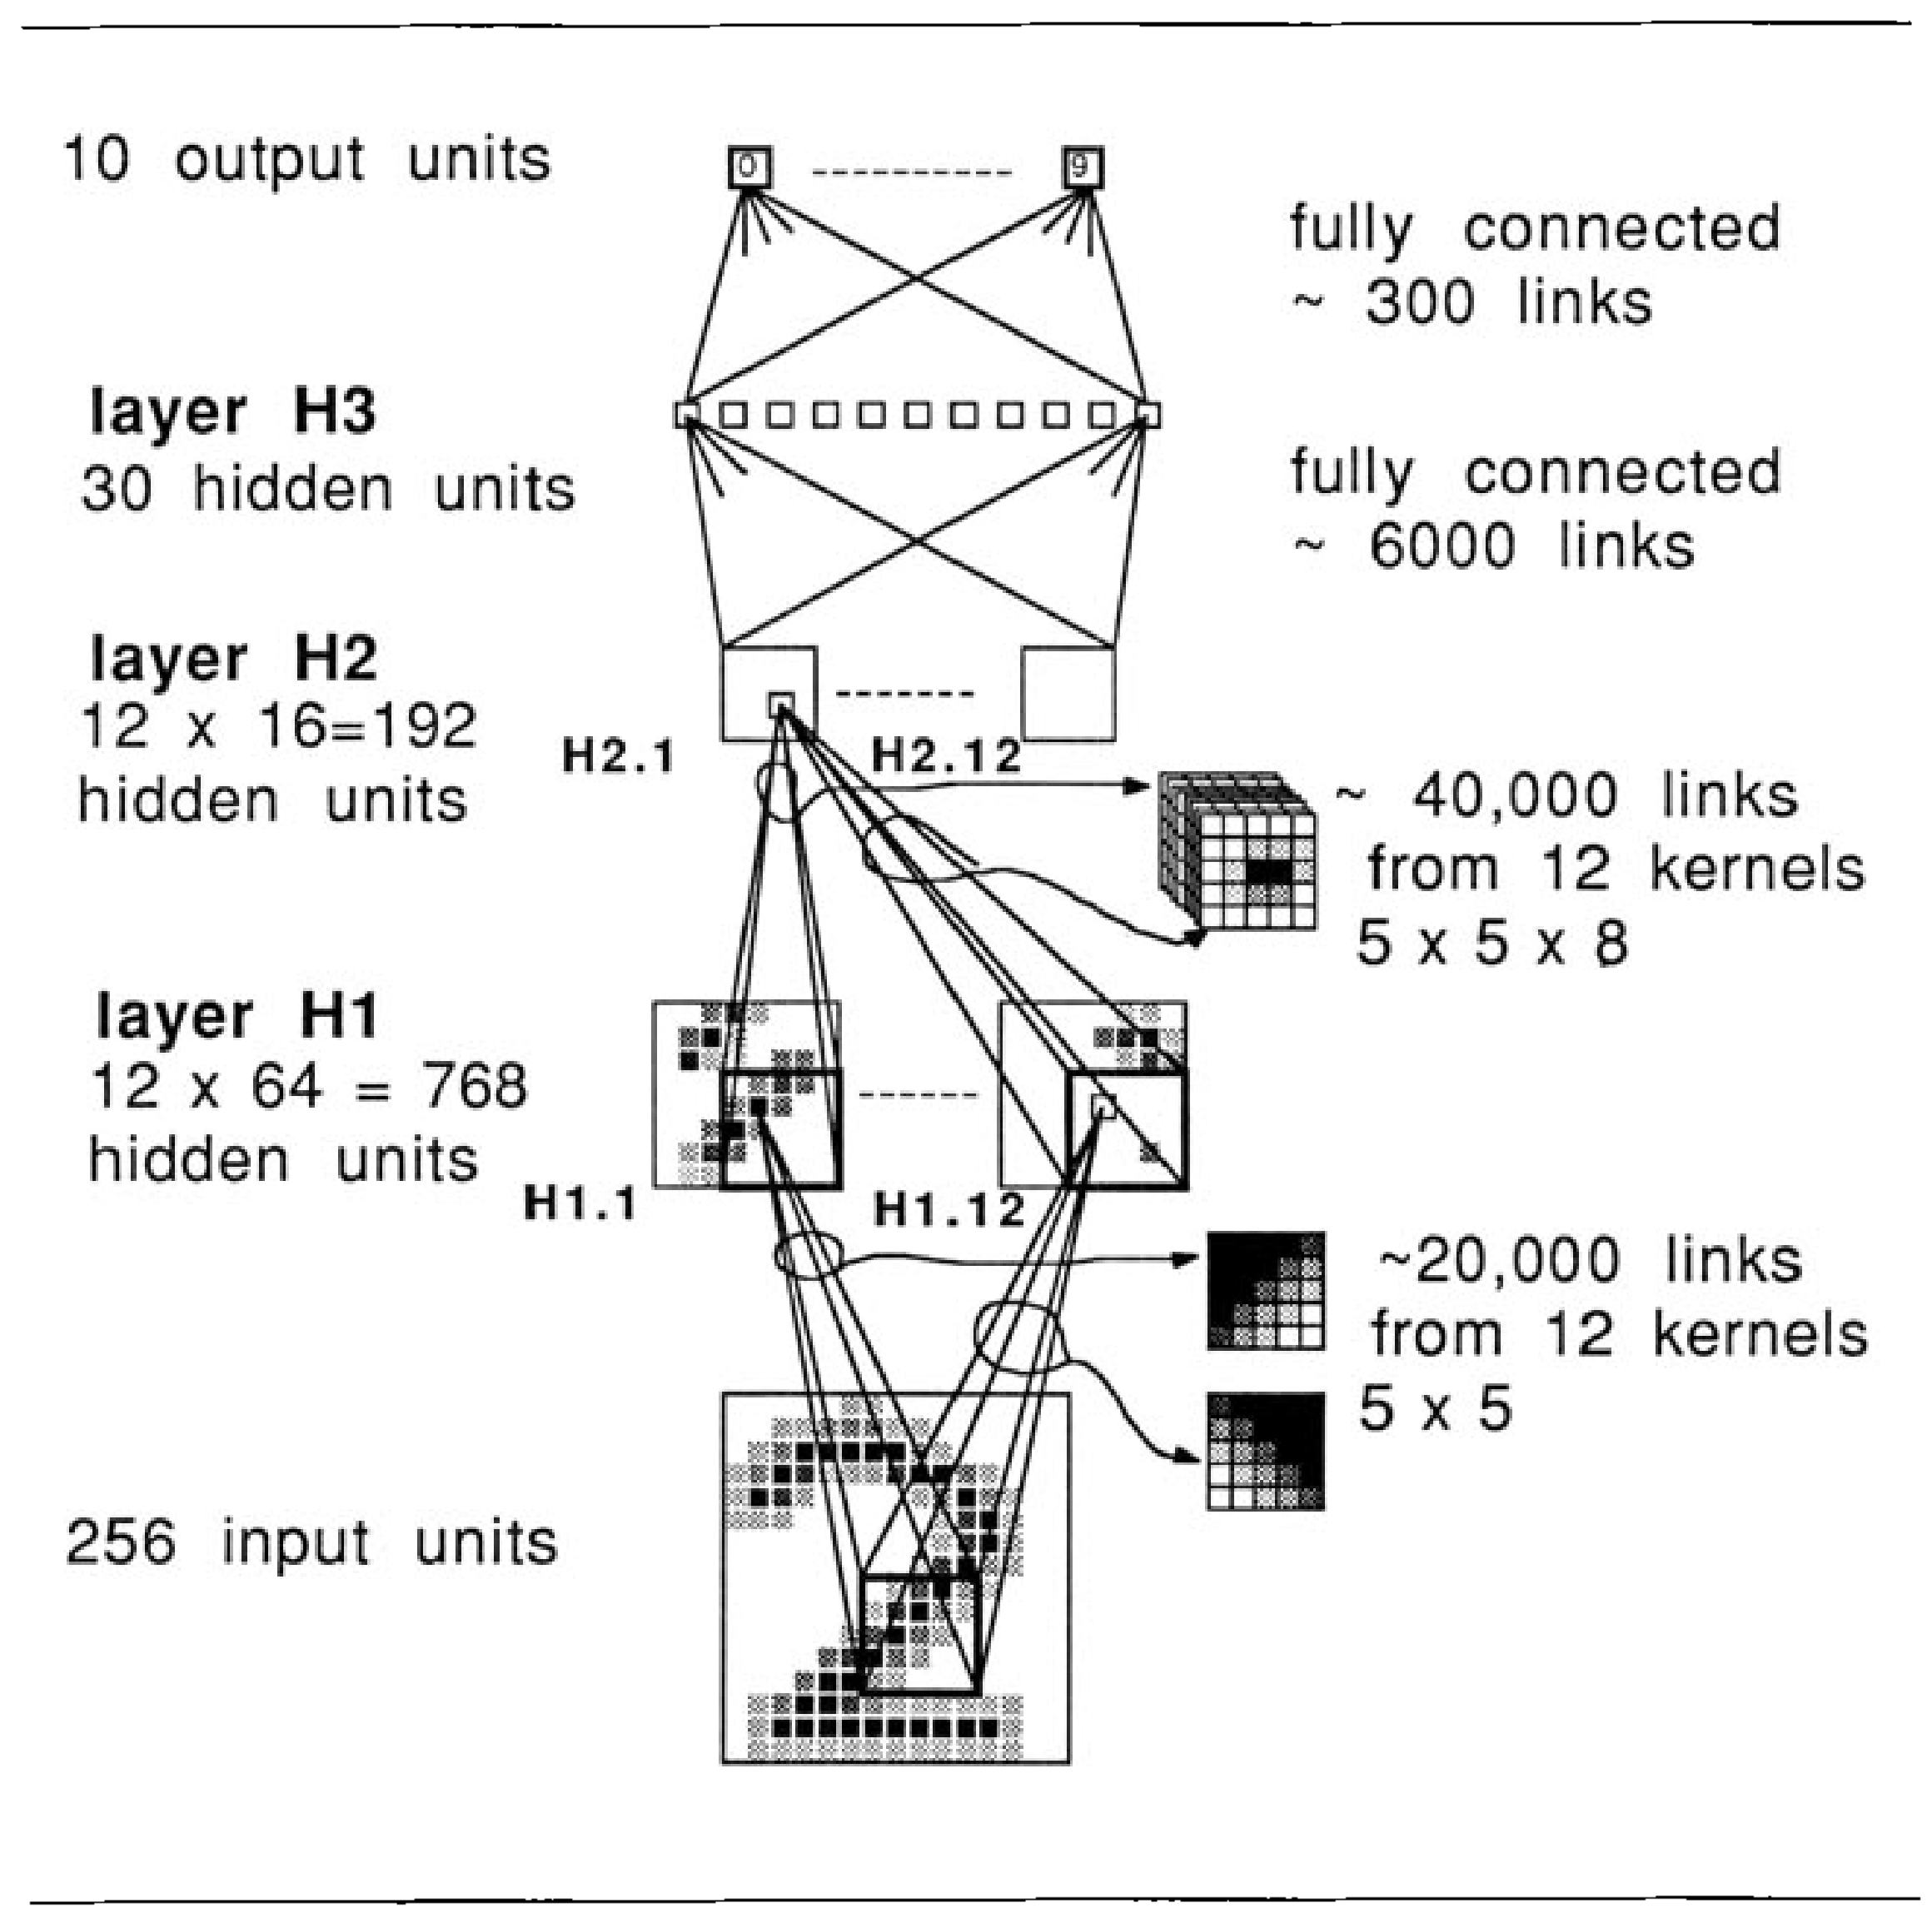 10 output units
0
9
fully connected
~ 300 links
layer H3
30 hidden units
fully connected
~ 6000 links
layer H2
12 x 16=192
hidden units
H2.1
H2.12
~ 40,000 links
from 12 kernels
5 x 5 x 8
layer H1
12 x 64 = 768
hidden units
H1.1
H1.12
~20,000 links
from 12 kernels
5 x 5
256 input units